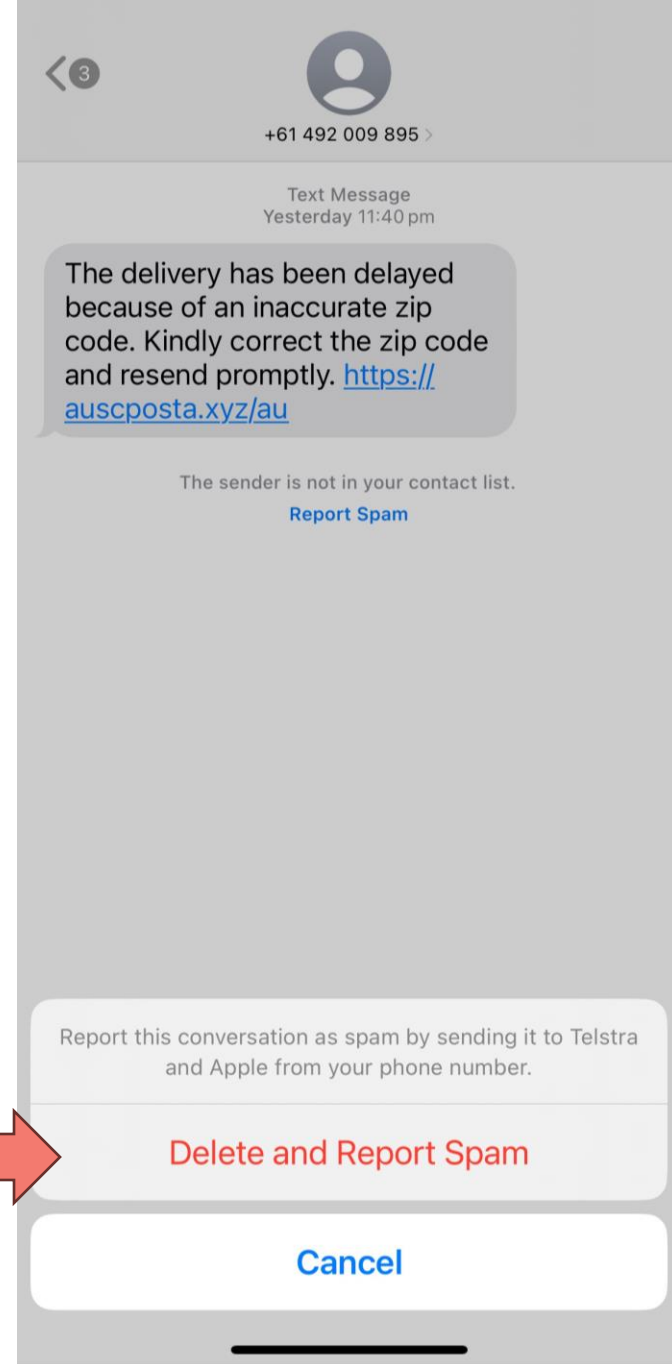 3
+61 492 009 895 >
Text Message
Yesterday 11:40 pm
The delivery has been delayed
because of an inaccurate zip
code. Kindly correct the zip code
and resend promptly. https://
auscposta.xyz/au
The sender is not in your contact list.
Report Spam
Report this conversation as spam by sending it to Telstra
and Apple from your phone number.
Delete and Report Spam
Cancel